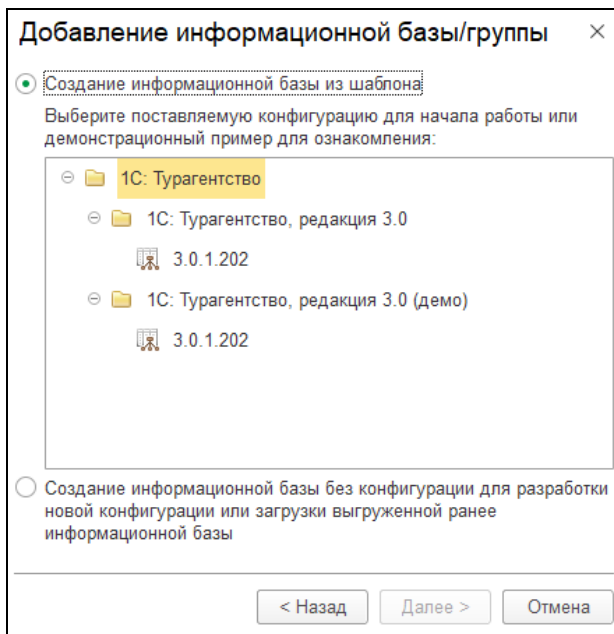 Добавление информационной базы/группы
Создание информационной базы из шаблона
Выберите поставляемую конфигурацию для начала работы или
демонстрационный пример для ознакомления:
1С: Турагентство
1С: Турагентство, редакция 3.0
3.0.1.202
1С: Турагентство, редакция 3.0 (демо)
3.0.1.202
Создание информационной базы без конфигурации для разработки
новой конфигурации или загрузки выгруженной ранее
информационной базы
< Назад Далее > Отмена